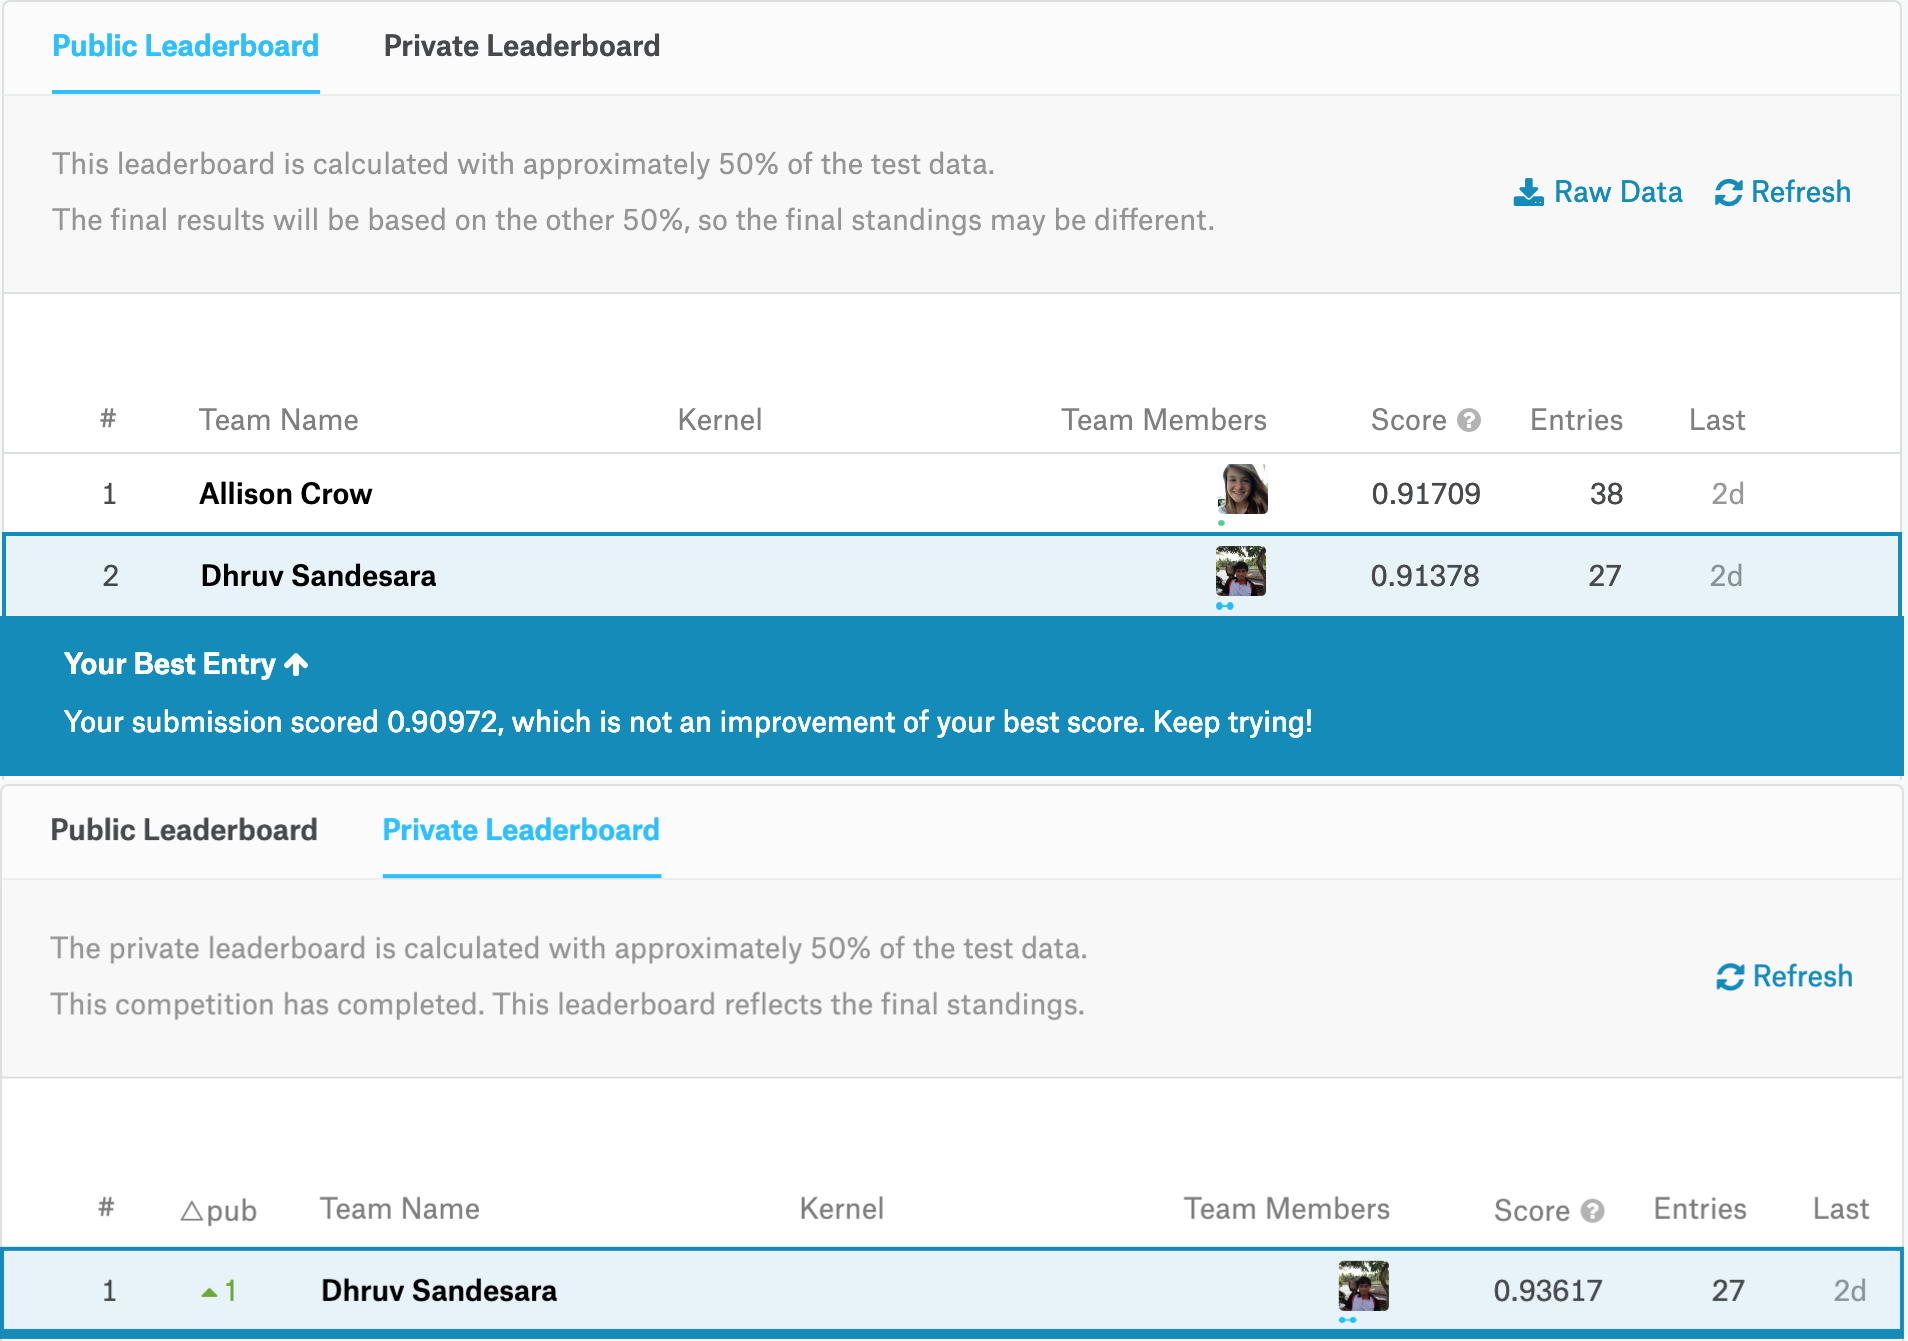 Public Leaderboard Private Leaderboard
This leaderboard is calculated with approximately 50% of the test data.
The final results will be based on the other 50%, so the final standings may be different.
Raw Data Refresh
# Team Name Kernel Team Members Score ? Entries Last
1 Allison Crow 0.91709 38 2d
2 Dhruv Sandesara 0.91378 27 2d
Your Best Entry ↑
Your submission scored 0.90972, which is not an improvement of your best score. Keep trying!
Public Leaderboard Private Leaderboard
The private leaderboard is calculated with approximately 50% of the test data.
This competition has completed. This leaderboard reflects the final standings.
Refresh
# △pub Team Name Kernel Team Members Score ? Entries Last
1 ▲1 Dhruv Sandesara 0.93617 27 2d